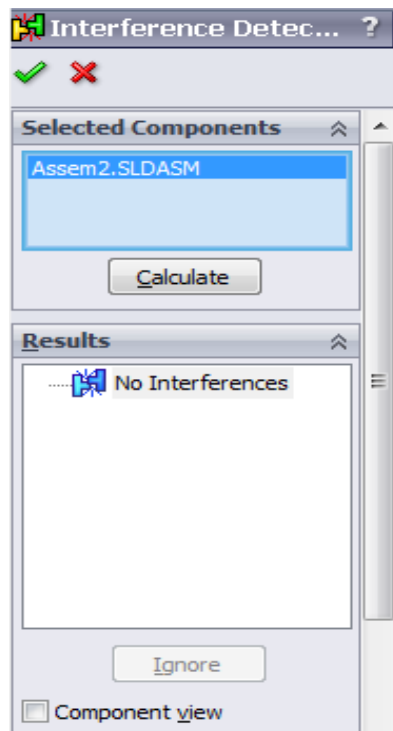 Interference Detec... ?
Selected Components
Assem2.SLDASM
Calculate
Results
No Interferences
Ignore
Component view